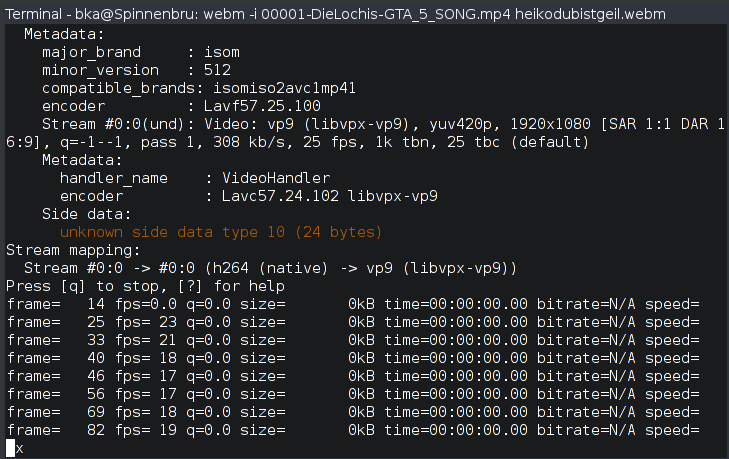 Terminal - bka@Spinnenbru: webm -i 00001-DieLochis-GTA_5_SONG.mp4 heikodubistgeil.webm
Metadata:
major_brand     : isom
minor_version   : 512
compatible_brands: isomiso2avc1mp41
encoder         : Lavf57.25.100
Stream #0:0(und): Video: vp9 (libvpx-vp9), yuv420p, 1920x1080 [SAR 1:1 DAR 1
6:9], q=-1--1, pass 1, 308 kb/s, 25 fps, 1k tbn, 25 tbc (default)
Metadata:
handler_name    : VideoHandler
encoder         : Lavc57.24.102 libvpx-vp9
Side data:
unknown side data type 10 (24 bytes)
Stream mapping:
Stream #0:0 -> #0:0 (h264 (native) -> vp9 (libvpx-vp9))
Press [q] to stop, [?] for help
frame=   14 fps=0.0 q=0.0 size=       0kB time=00:00:00.00 bitrate=N/A speed=
frame=   25 fps= 23 q=0.0 size=       0kB time=00:00:00.00 bitrate=N/A speed=
frame=   33 fps= 21 q=0.0 size=       0kB time=00:00:00.00 bitrate=N/A speed=
frame=   40 fps= 18 q=0.0 size=       0kB time=00:00:00.00 bitrate=N/A speed=
frame=   46 fps= 17 q=0.0 size=       0kB time=00:00:00.00 bitrate=N/A speed=
frame=   56 fps= 17 q=0.0 size=       0kB time=00:00:00.00 bitrate=N/A speed=
frame=   69 fps= 18 q=0.0 size=       0kB time=00:00:00.00 bitrate=N/A speed=
frame=   82 fps= 19 q=0.0 size=       0kB time=00:00:00.00 bitrate=N/A speed=
x